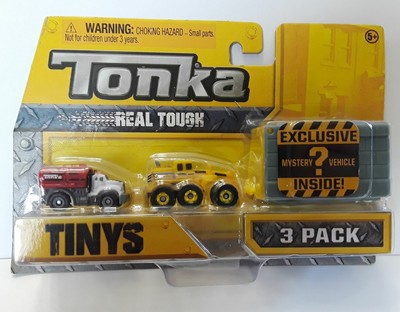 WARNING: CHOKING HAZARD - Small parts.
Not for children under 3 years.
5+
Tonka
REAL TOUGH
EXCLUSIVE
MYSTERY ? VEHICLE
INSIDE!
TONKA
TINYS
3 PACK